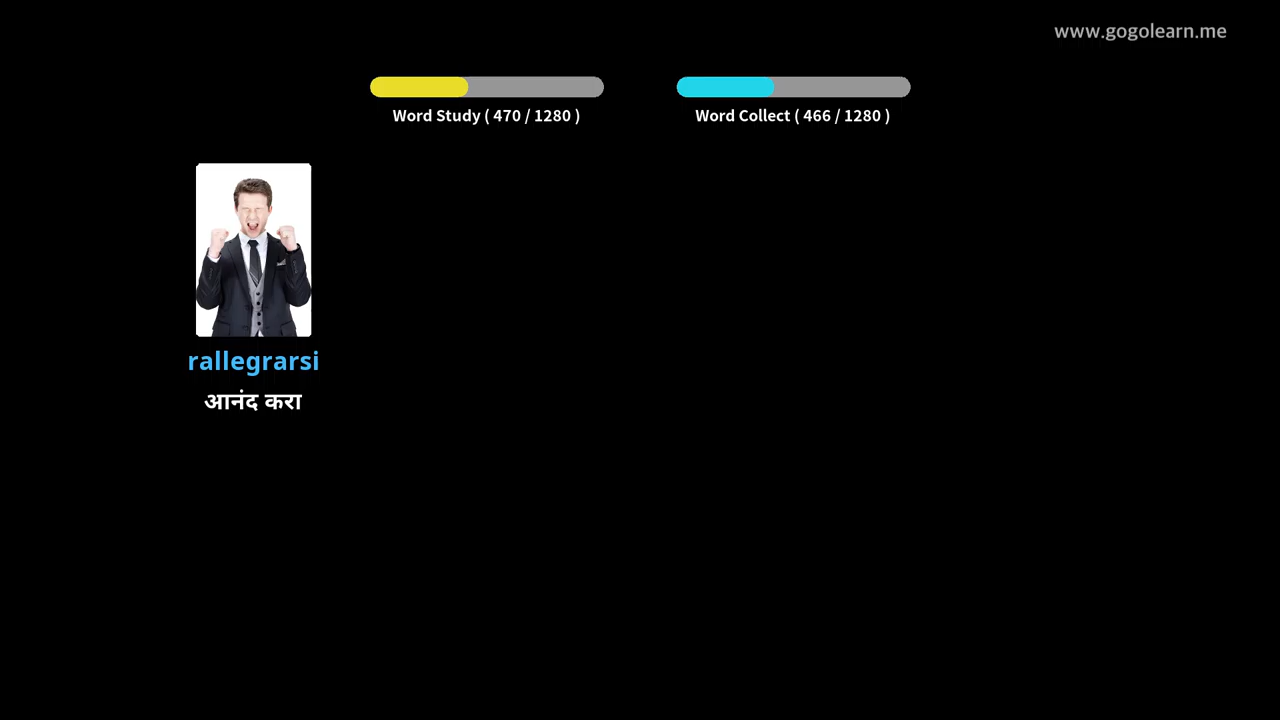 www.gogolearn.me
Word Study ( 470 / 1280 )
Word Collect ( 466 / 1280 )
rallegrarsi
आनंद करा